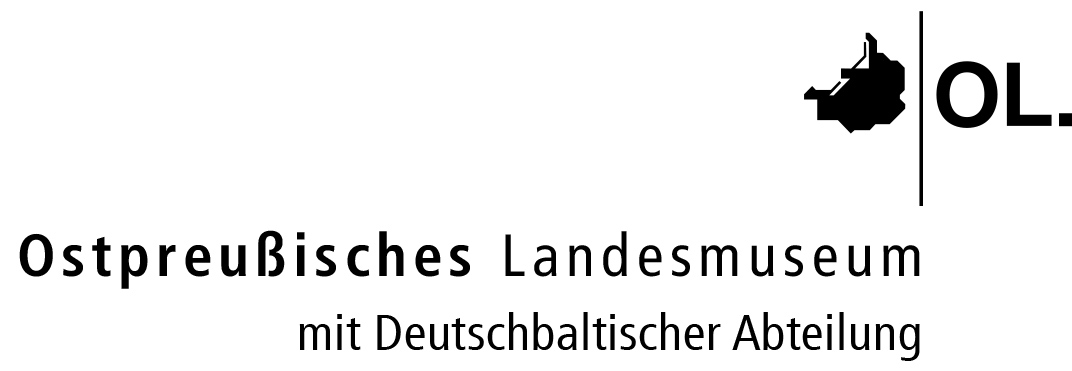 OL.
Ostpreußisches Landesmuseum
mit Deutschbaltischer Abteilung